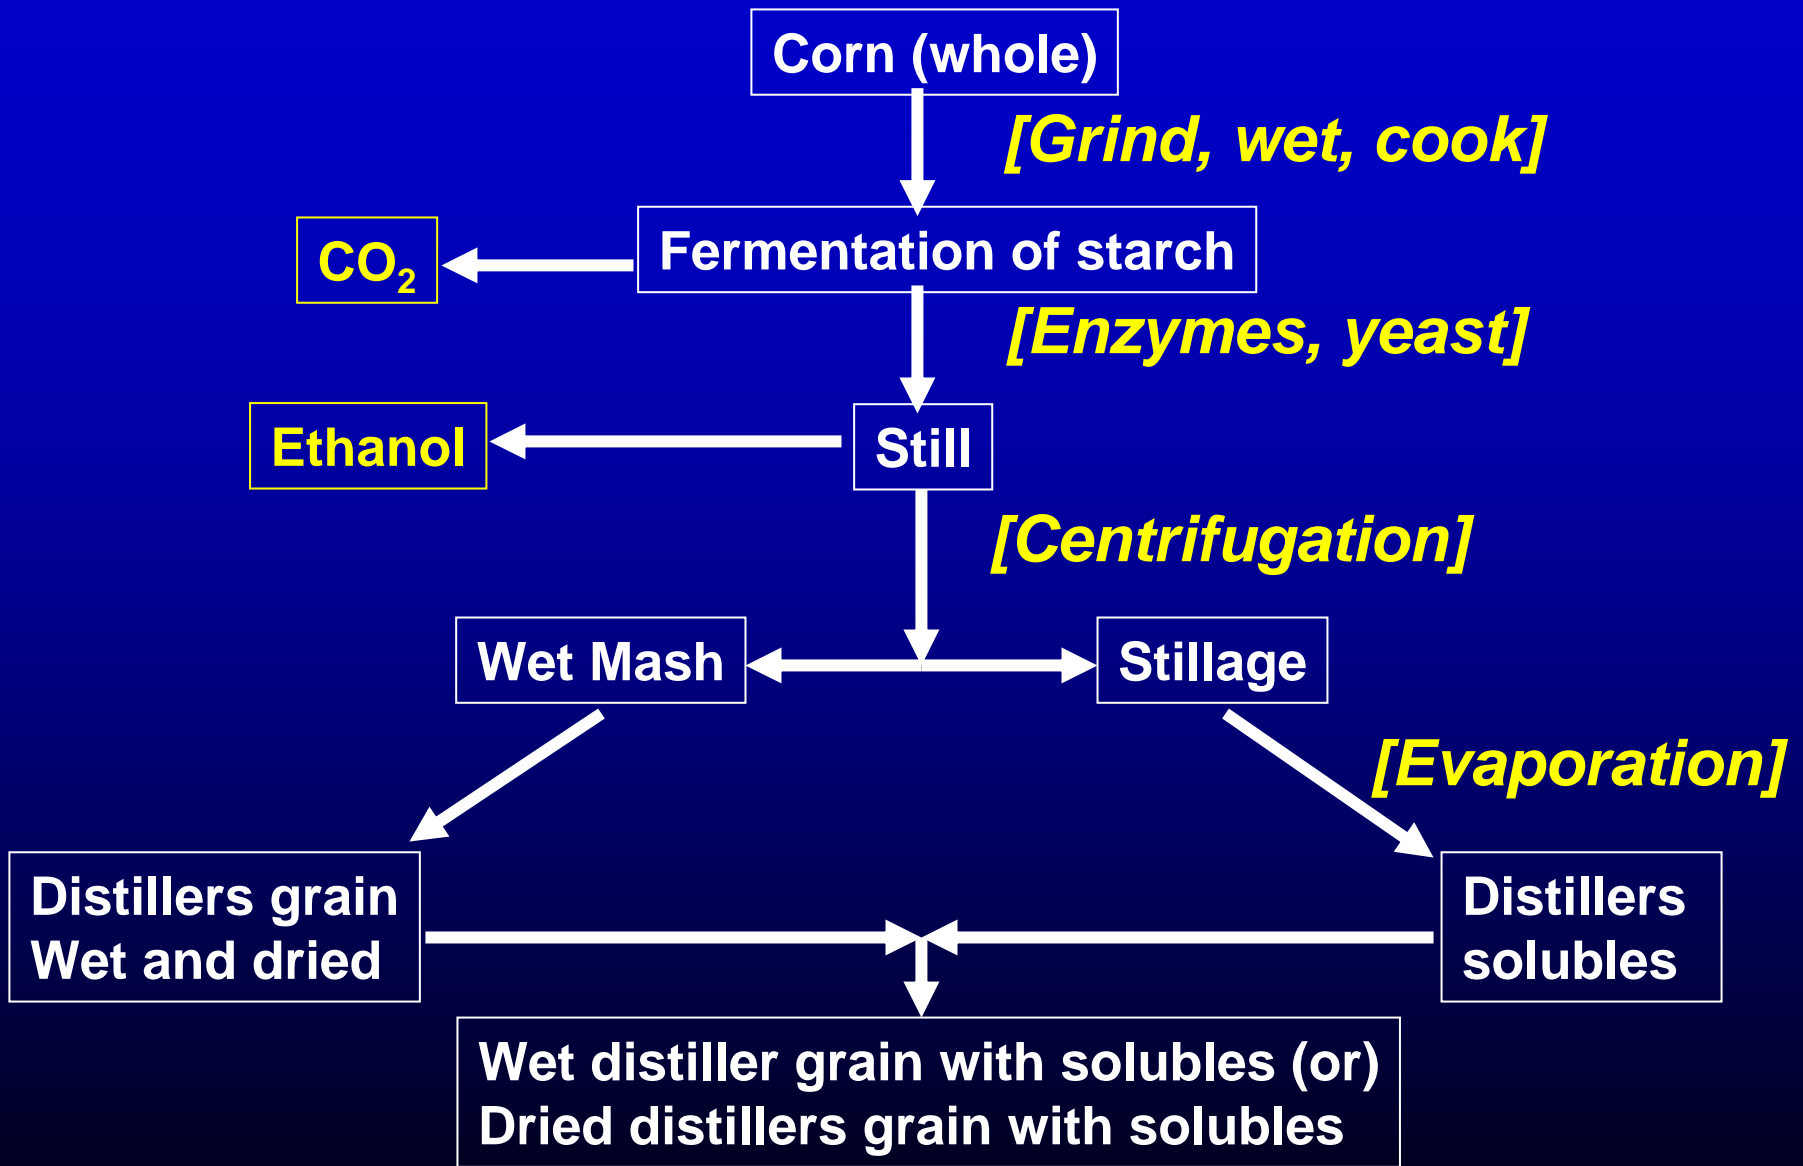 Corn (whole)
[Grind, wet, cook]
Fermentation of starch
CO₂
[Enzymes, yeast]
Ethanol
Still
[Centrifugation]
Wet Mash
Stillage
[Evaporation]
Distillers grain
Wet and dried
Distillers
solubles
Wet distiller grain with solubles (or)
Dried distillers grain with solubles